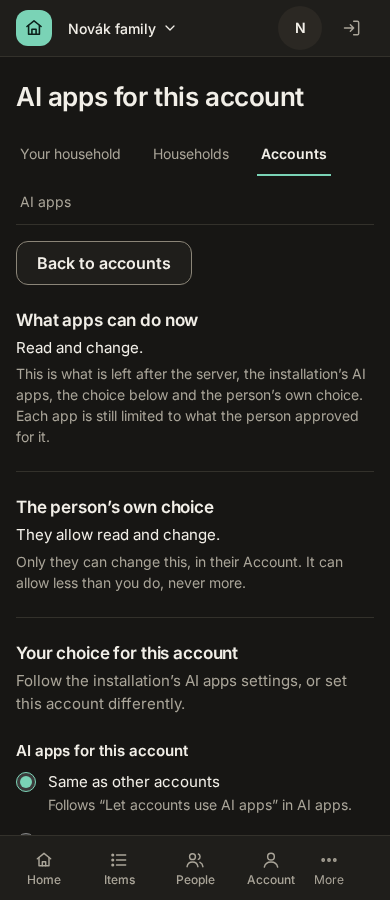 Novák family
N
AI apps for this account
Your household
Households
Accounts
AI apps
Back to accounts
What apps can do now
Read and change.
This is what is left after the server, the installation’s AI
apps, the choice below and the person’s own choice.
Each app is still limited to what the person approved
for it.
The person’s own choice
They allow read and change.
Only they can change this, in their Account. It can
allow less than you do, never more.
Your choice for this account
Follow the installation’s AI apps settings, or set
this account differently.
AI apps for this account
Same as other accounts
Follows “Let accounts use AI apps” in AI apps.
Home
Items
People
Account
More